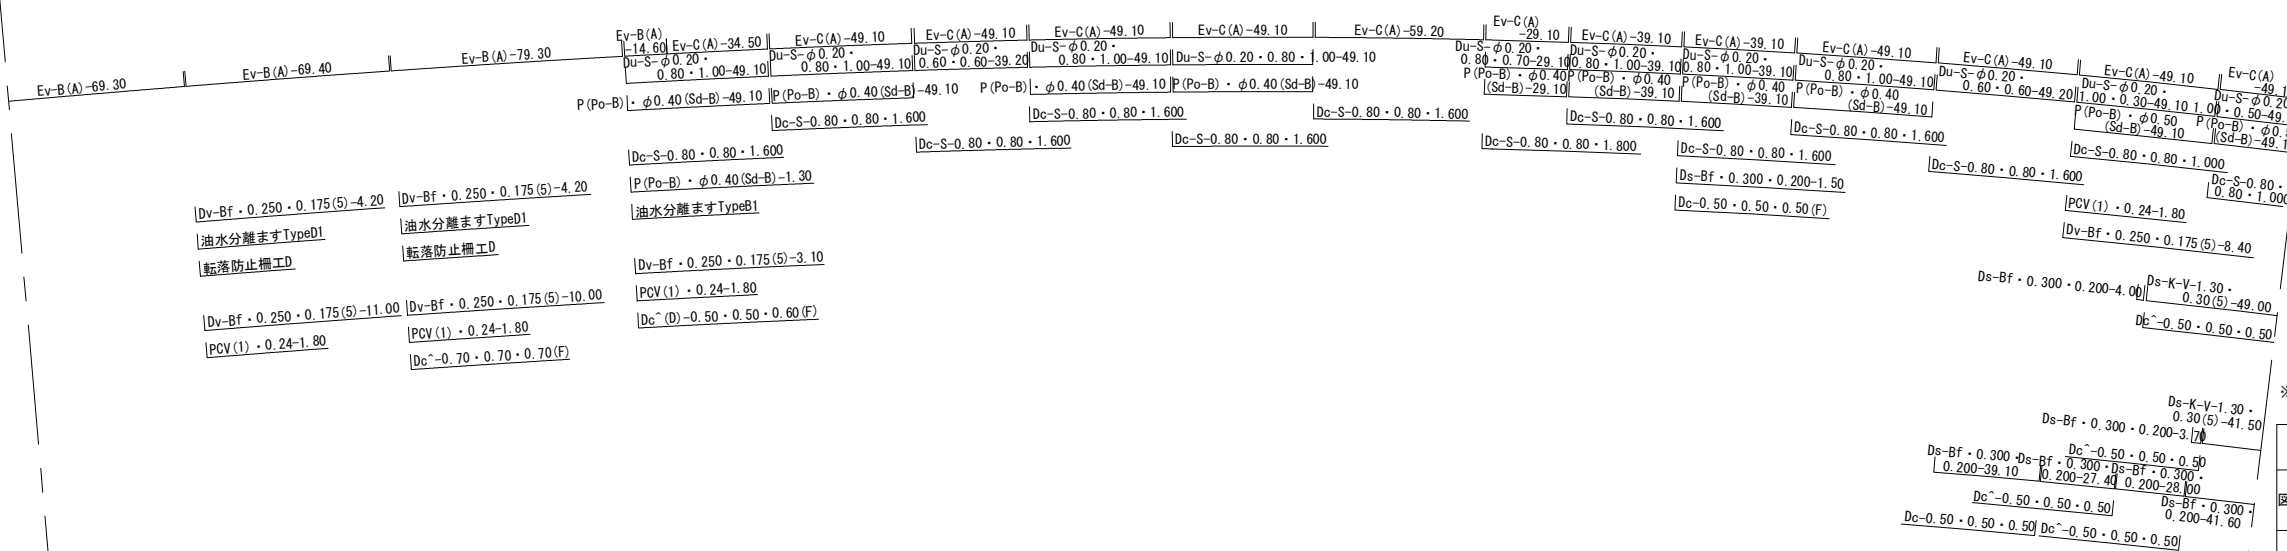 Ev-B(A)-69.30
Ev-B(A)-69.40
Ev-B(A)-79.30
Ev-B(A)
-14.60
Ev-C(A)-34.50
Ev-C(A)-49.10
Ev-C(A)-49.10
Ev-C(A)-49.10
Ev-C(A)-49.10
Ev-C(A)-59.20
Ev-C(A)
-29.10
Ev-C(A)-39.10
Ev-C(A)-39.10
Ev-C(A)-49.10
Ev-C(A)-49.10
Ev-C(A)-49.10
Ev-C(A)
Du-S-φ0.20・
0.80・1.00-49.10
Du-S-φ0.20・
0.80・1.00-49.10
Du-S-φ0.20・
0.60・0.60-39.20
Du-S-φ0.20・
0.80・1.00-49.10
Du-S-φ0.20・0.80・1.00-49.10
Du-S-φ0.20・
0.80・0.70-29.10
Du-S-φ0.20・
0.80・1.00-39.10
Du-S-φ0.20・
0.80・1.00-39.10
Du-S-φ0.20・
0.80・1.00-49.10
Du-S-φ0.20・
0.60・0.60-49.20
Du-S-φ0.20・
1.00・0.30-49.10
P(Po-B)・φ0.40(Sd-B)-49.10
P(Po-B)・φ0.40(Sd-B)-49.10
P(Po-B)・φ0.40(Sd-B)-49.10
P(Po-B)・φ0.40(Sd-B)-49.10
P(Po-B)・φ0.40
(Sd-B)-29.10
P(Po-B)・φ0.40
(Sd-B)-39.10
P(Po-B)・φ0.40
(Sd-B)-39.10
P(Po-B)・φ0.40
(Sd-B)-49.10
P(Po-B)・φ0.50
(Sd-B)-49.10
Dc-S-0.80・0.80・1.600
Dc-S-0.80・0.80・1.600
Dc-S-0.80・0.80・1.600
Dc-S-0.80・0.80・1.600
Dc-S-0.80・0.80・1.600
Dc-S-0.80・0.80・1.600
Dc-S-0.80・0.80・1.600
Dc-S-0.80・0.80・1.600
Dc-S-0.80・0.80・1.800
Dc-S-0.80・0.80・1.600
Dc-S-0.80・0.80・1.600
Dc-S-0.80・0.80・1.000
Dc-S-0.80・
0.80・1.000
P(Po-B)・φ0.40(Sd-B)-1.30
油水分離ますTypeB1
Ds-Bf・0.300・0.200-1.50
Dc-0.50・0.50・0.50(F)
Dv-Bf・0.250・0.175(5)-4.20
油水分離ますTypeD1
転落防止柵工D
Dv-Bf・0.250・0.175(5)-4.20
油水分離ますTypeD1
転落防止柵工D
Dv-Bf・0.250・0.175(5)-11.00
PCV(1)・0.24-1.80
Dv-Bf・0.250・0.175(5)-10.00
PCV(1)・0.24-1.80
Dc^-0.70・0.70・0.70(F)
Dv-Bf・0.250・0.175(5)-3.10
PCV(1)・0.24-1.80
Dc^(D)-0.50・0.50・0.60(F)
PCV(1)・0.24-1.80
Dv-Bf・0.250・0.175(5)-8.40
Ds-Bf・0.300・0.200-4.00
Ds-K-V-1.30・
0.30(5)-49.00
Dc^-0.50・0.50・0.50
Ds-K-V-1.30・
0.30(5)-41.50
Ds-Bf・0.300・0.200-3.70
Dc^-0.50・0.50・0.50
Ds-Bf・0.300・
0.200-39.10
Ds-Bf・0.300・
0.200-27.40
Ds-Bf・0.300・
0.200-28.00
Ds-Bf・0.300・
0.200-41.60
Dc^-0.50・0.50・0.50
Dc-0.50・0.50・0.50
Dc^-0.50・0.50・0.50